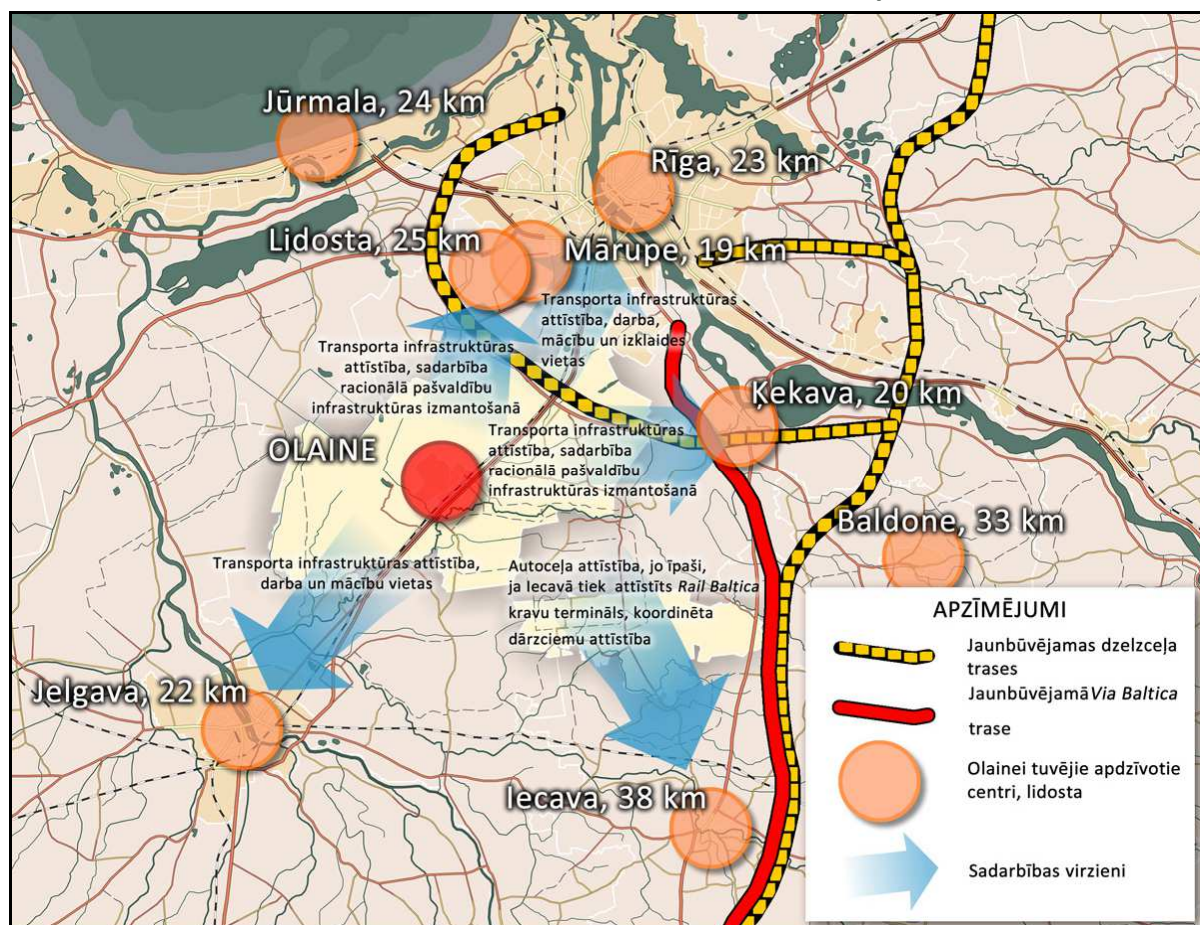 Jūrmala, 24 km
Rīga, 23 km
Lidosta, 25 km
Mārupe, 19 km
Transporta infrastruktūras
attīstība, darba,
mācību un izklaides
vietas
Transporta infrastruktūras
attīstība, sadarbība
racionālā pašvaldību
infrastruktūras izmantošanā
Ķekava, 20 km
OLAINE
Transporta infrastruktūras
attīstība, sadarbība
racionālā pašvaldību
infrastruktūras izmantošanā
Baldone, 33 km
Transporta infrastruktūras attīstība,
darba un mācību vietas
Autoceļa attīstība, jo īpaši,
ja Iecavā tiek attīstīts Rail Baltica
kravu termināls, koordinēta
dārzciemu attīstība
Jelgava, 22 km
Iecava, 38 km
APZĪMĒJUMI
Jaunbūvējamas dzelzceļa
trases
JaunbūvējamāVia Baltica
trase
Olainei tuvējie apdzīvotie
centri, lidosta
Sadarbības virzieni